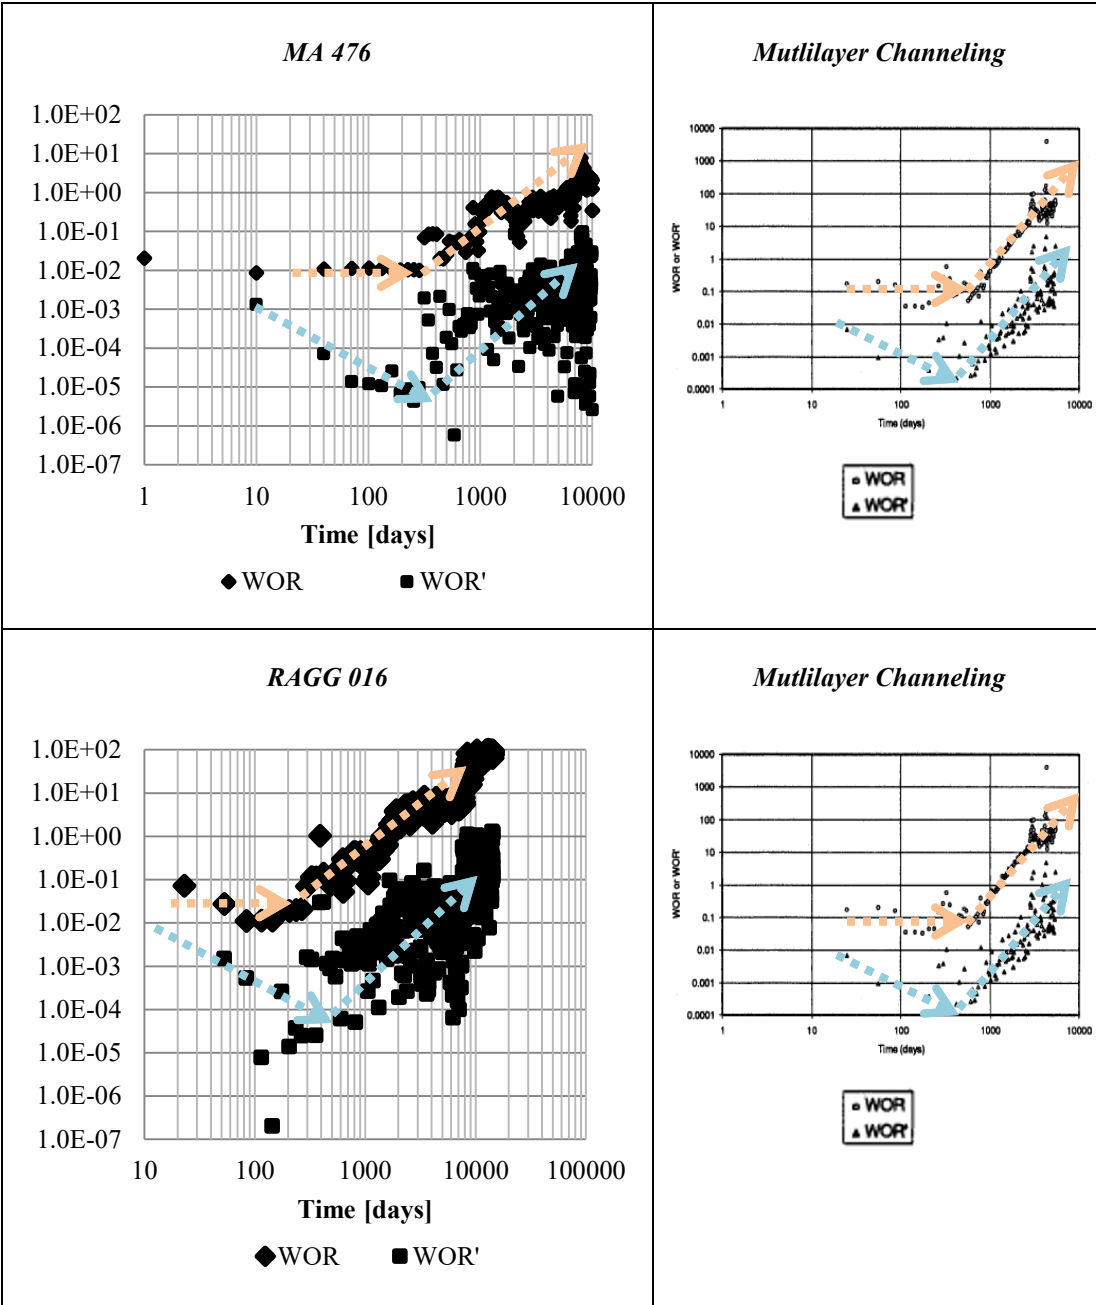 MA 476
1.0E+02
1.0E+01
1.0E+00
1.0E-01
1.0E-02
1.0E-03
1.0E-04
1.0E-05
1.0E-06
1.0E-07
1 10 100 1000 10000
Time [days]
WOR WOR'
Mutlilayer Channeling
10000
1000
100
10
1
0.1
0.01
0.001
0.0001
WOR or WOR'
1 10 100 1000 10000
Time (days)
WOR
WOR'
RAGG 016
1.0E+02
1.0E+01
1.0E+00
1.0E-01
1.0E-02
1.0E-03
1.0E-04
1.0E-05
1.0E-06
1.0E-07
10 100 1000 10000 100000
Time [days]
WOR WOR'
Mutlilayer Channeling
10000
1000
100
10
1
0.1
0.01
0.001
0.0001
WOR or WOR'
1 10 100 1000 10000
Time (days)
WOR
WOR'